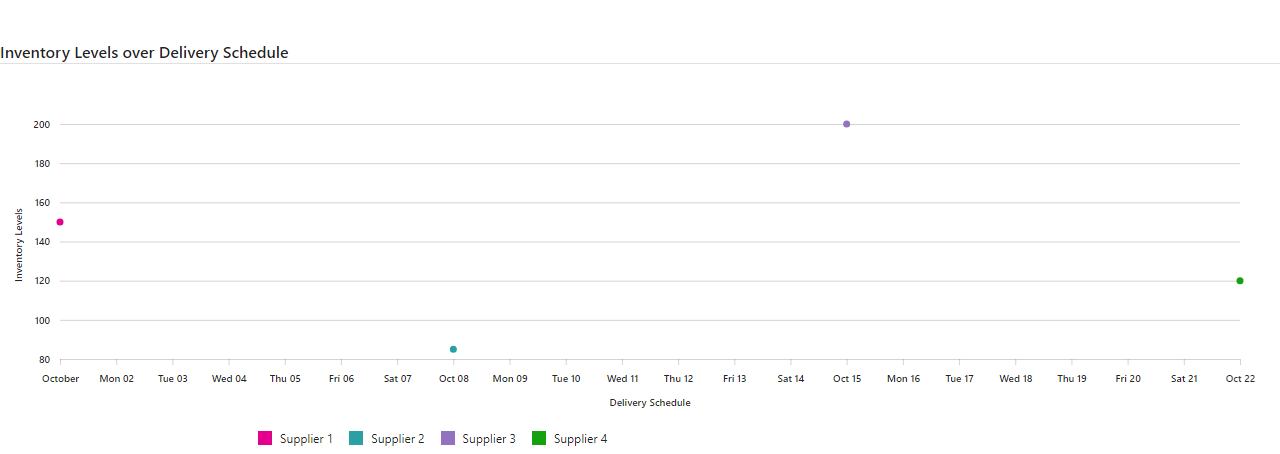 Inventory Levels over Delivery Schedule
200
180
160
140
120
100
80
Inventory Levels
October Mon 02 Tue 03 Wed 04 Thu 05 Fri 06 Sat 07 Oct 08 Mon 09 Tue 10 Wed 11 Thu 12 Fri 13 Sat 14 Oct 15 Mon 16 Tue 17 Wed 18 Thu 19 Fri 20 Sat 21 Oct 22
Delivery Schedule
Supplier 1 Supplier 2 Supplier 3 Supplier 4